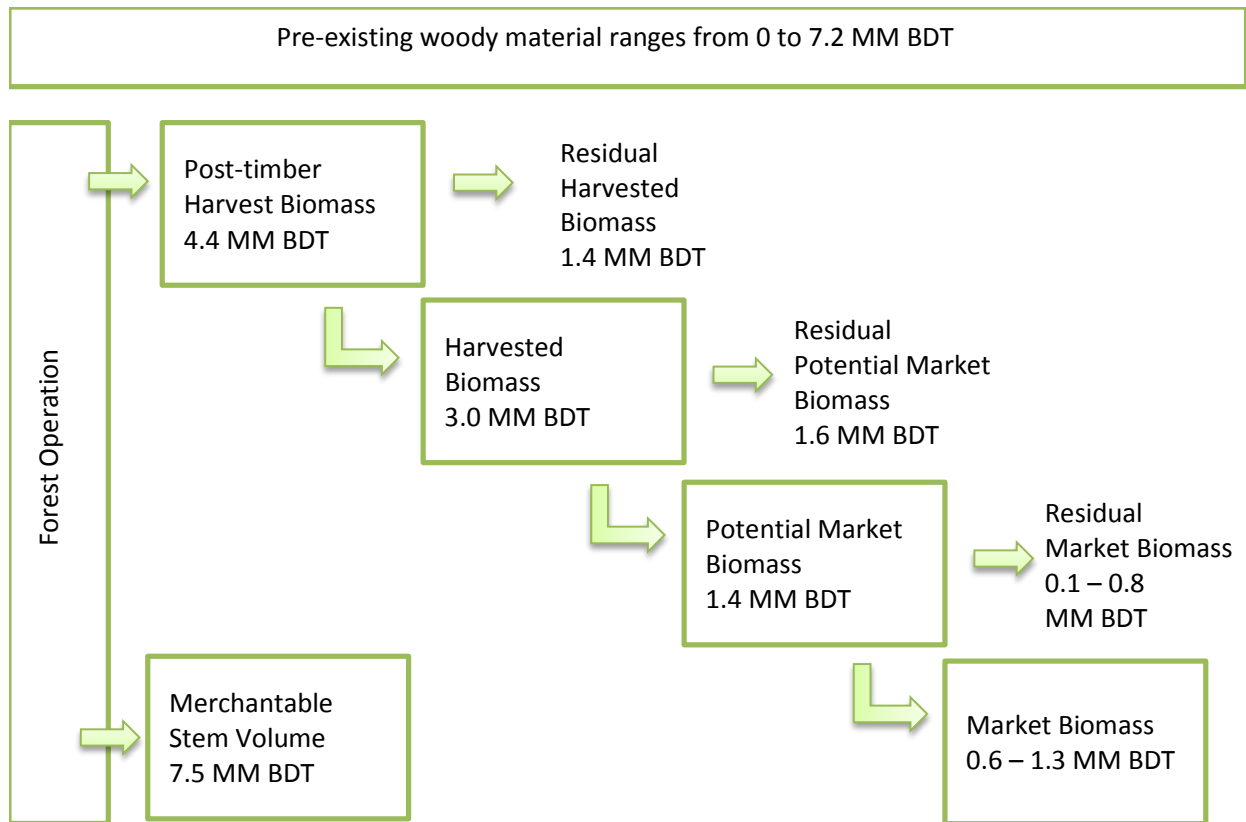 Pre-existing woody material ranges from 0 to 7.2 MM BDT
Forest Operation
Post-timber
Harvest Biomass
4.4 MM BDT
Residual
Harvested
Biomass
1.4 MM BDT
Harvested
Biomass
3.0 MM BDT
Residual
Potential Market
Biomass
1.6 MM BDT
Potential Market
Biomass
1.4 MM BDT
Residual
Market Biomass
0.1 – 0.8
MM BDT
Merchantable
Stem Volume
7.5 MM BDT
Market Biomass
0.6 – 1.3 MM BDT